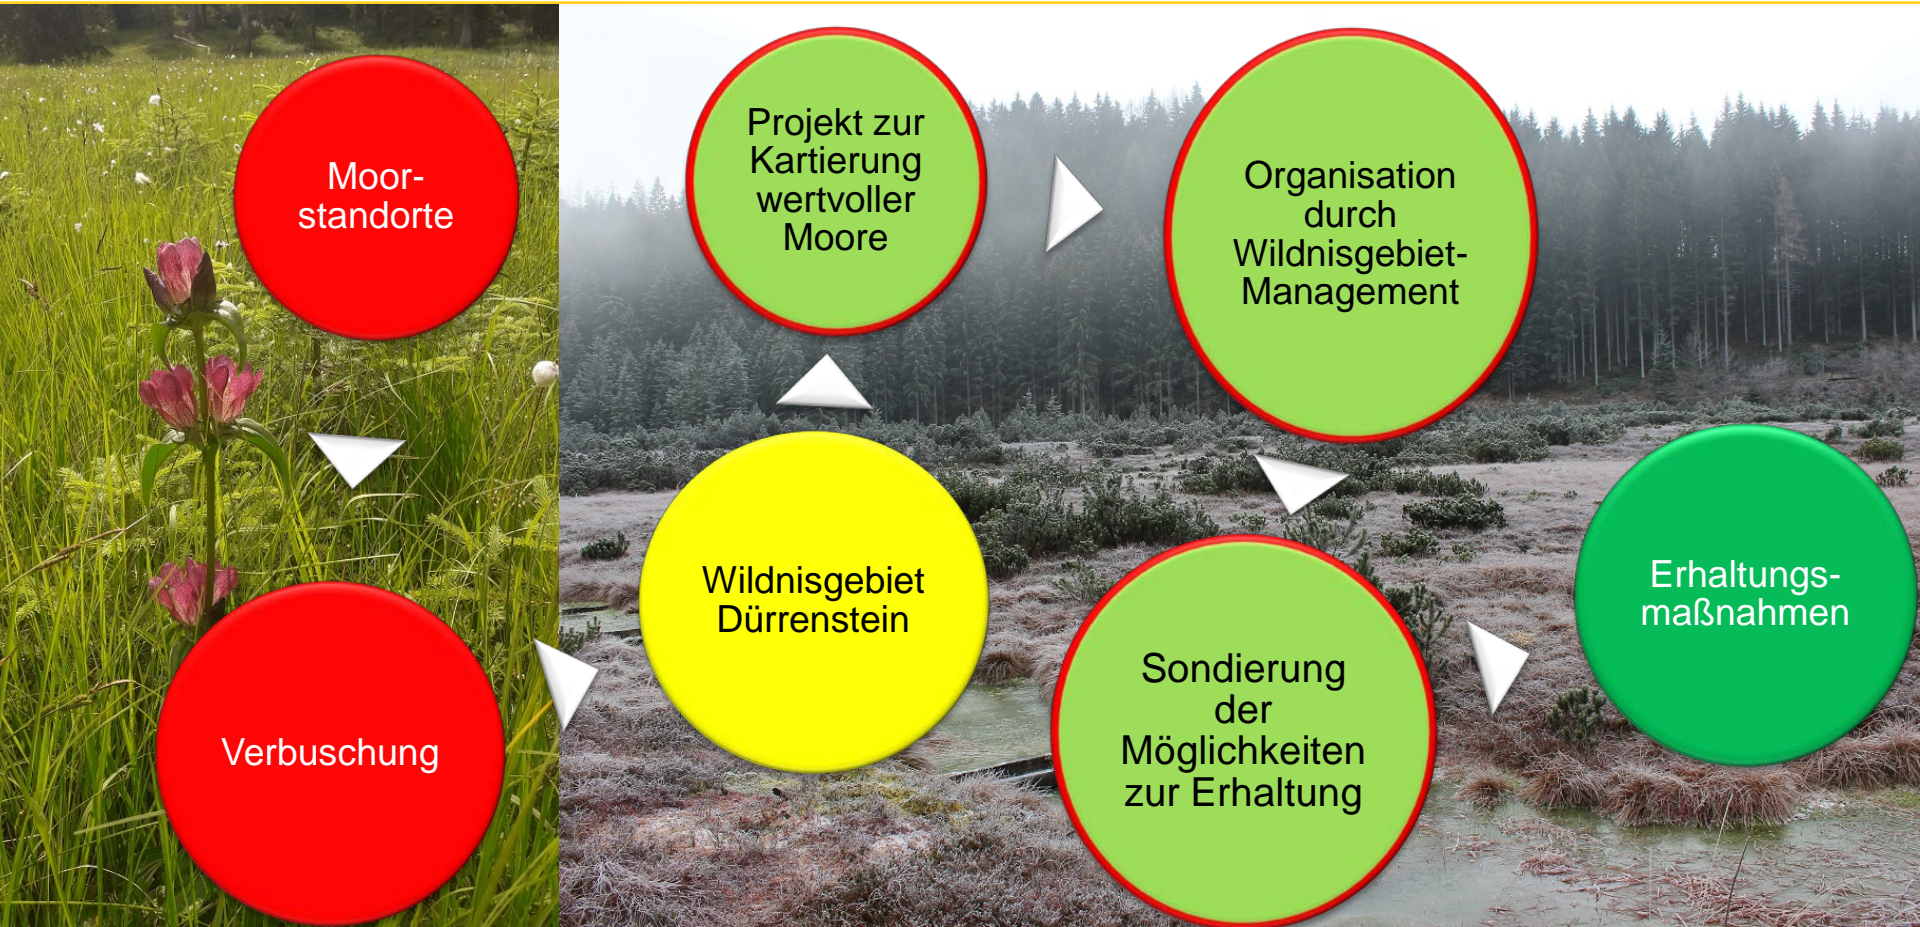 Moor-
standorte
Verbuschung
Wildnisgebiet
Dürrenstein
Projekt zur
Kartierung
wertvoller
Moore
Organisation
durch
Wildnisgebiet-
Management
Sondierung
der
Möglichkeiten
zur Erhaltung
Erhaltungs-
maßnahmen